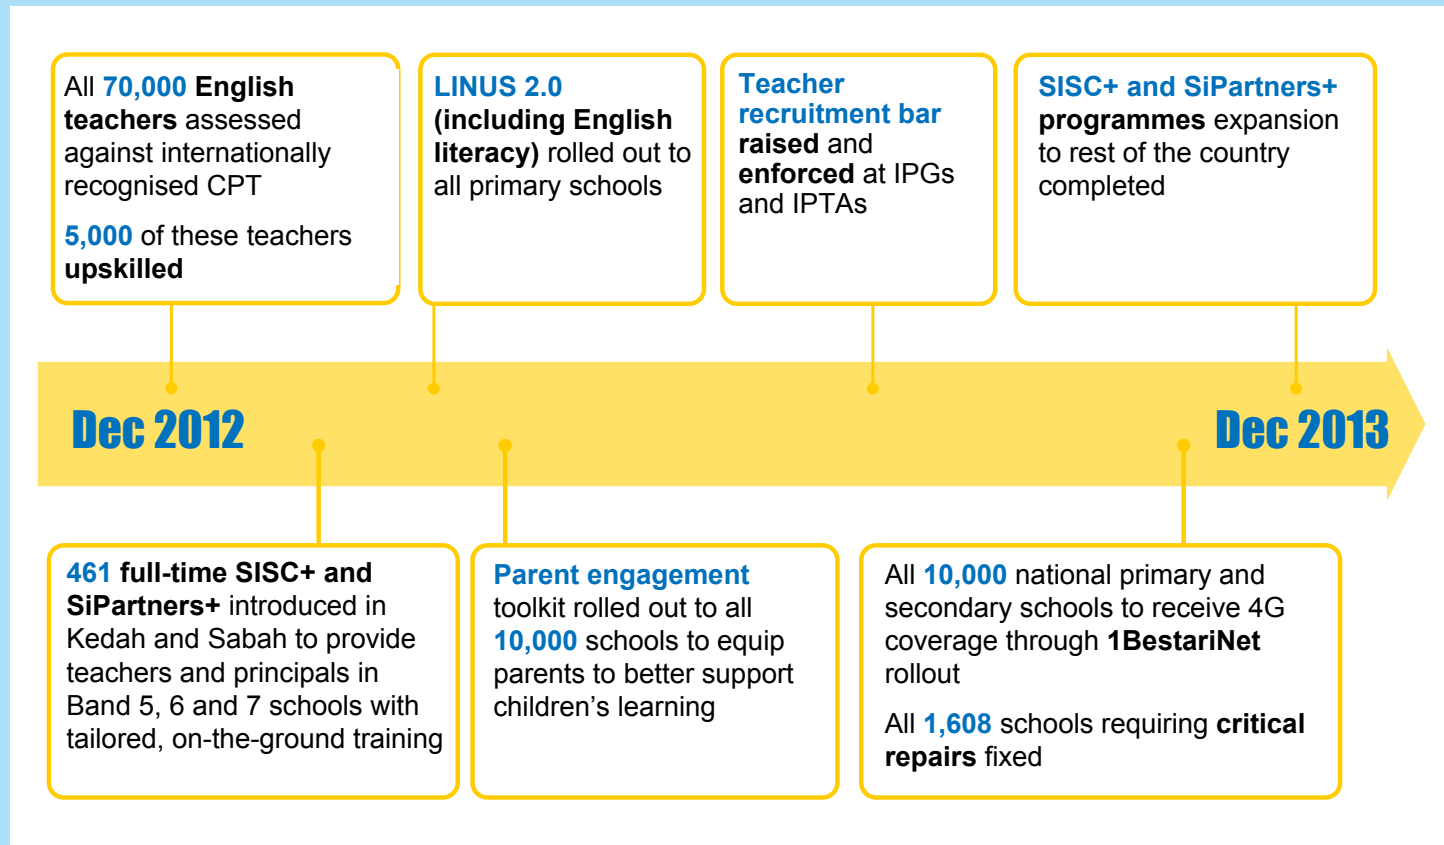 All 70,000 English
teachers assessed
against internationally
recognised CPT
5,000 of these teachers
upskilled
LINUS 2.0
(including English
literacy) rolled out to
all primary schools
Teacher
recruitment bar
raised and
enforced at IPGs
and IPTAs
SISC+ and SiPartners+
programmes expansion
to rest of the country
completed
Dec 2012
Dec 2013
461 full-time SISC+ and
SiPartners+ introduced in
Kedah and Sabah to provide
teachers and principals in
Band 5, 6 and 7 schools with
tailored, on-the-ground training
Parent engagement
toolkit rolled out to all
10,000 schools to equip
parents to better support
children’s learning
All 10,000 national primary and
secondary schools to receive 4G
coverage through 1BestariNet
rollout
All 1,608 schools requiring critical
repairs fixed